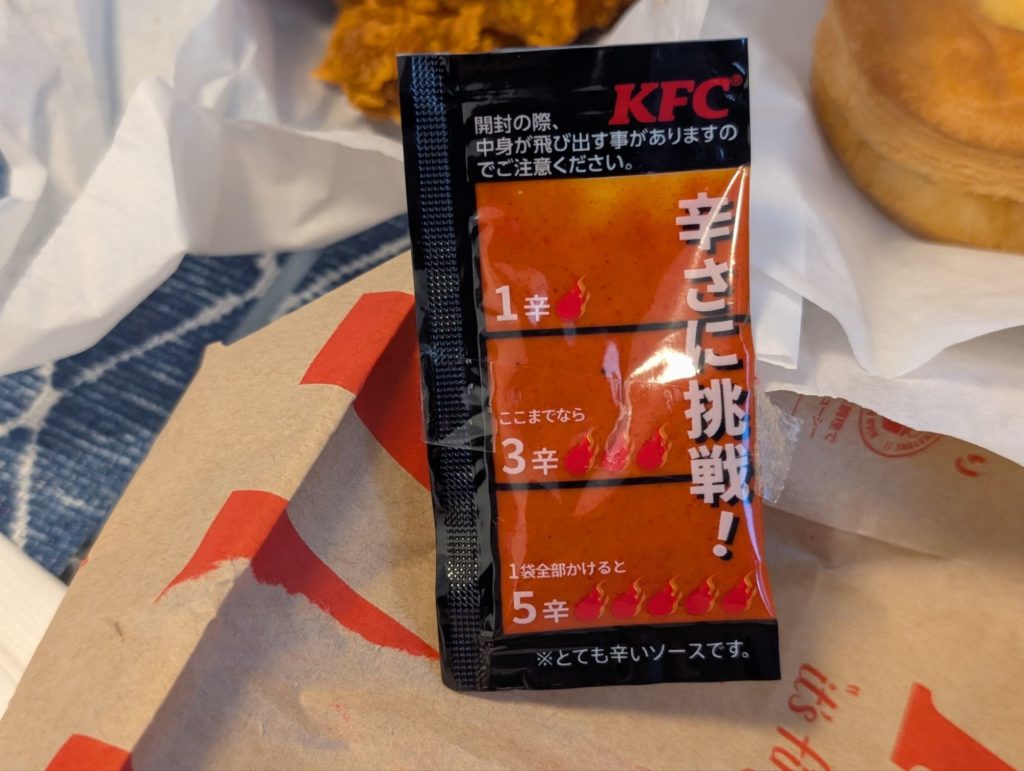 KFC®
開封の際、
中身が飛び出す事がありますの
でご注意ください。
辛さに挑戦！
1辛
ここまでなら
3辛
1袋全部かけると
5辛
※とても辛いソースです。
"it's